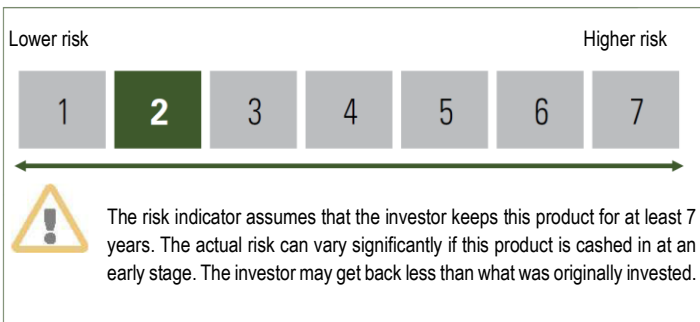 Lower risk Higher risk
1 2 3 4 5 6 7
The risk indicator assumes that the investor keeps this product for at least 7
years. The actual risk can vary significantly if this product is cashed in at an
early stage. The investor may get back less than what was originally invested.